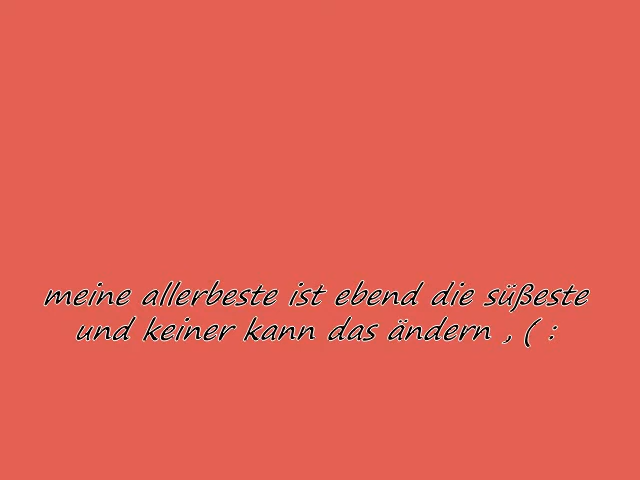 meine allerbeste ist ebend die süßeste
und keiner kann das ändern , ( :